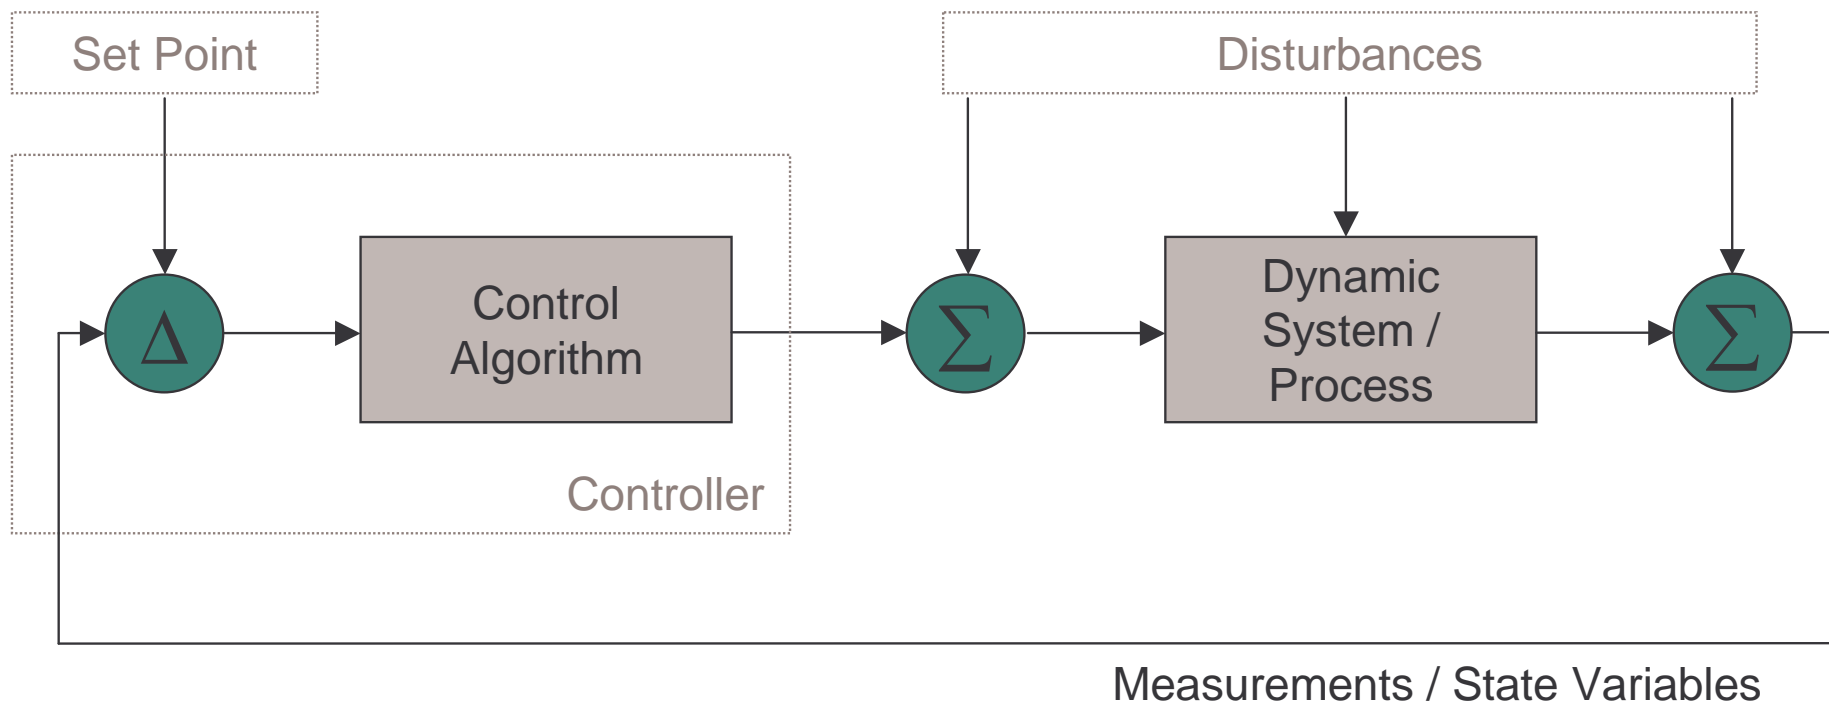 Set Point
Disturbances
Δ
Control
Algorithm
Σ
Dynamic
System /
Process
Σ
Controller
Measurements / State Variables